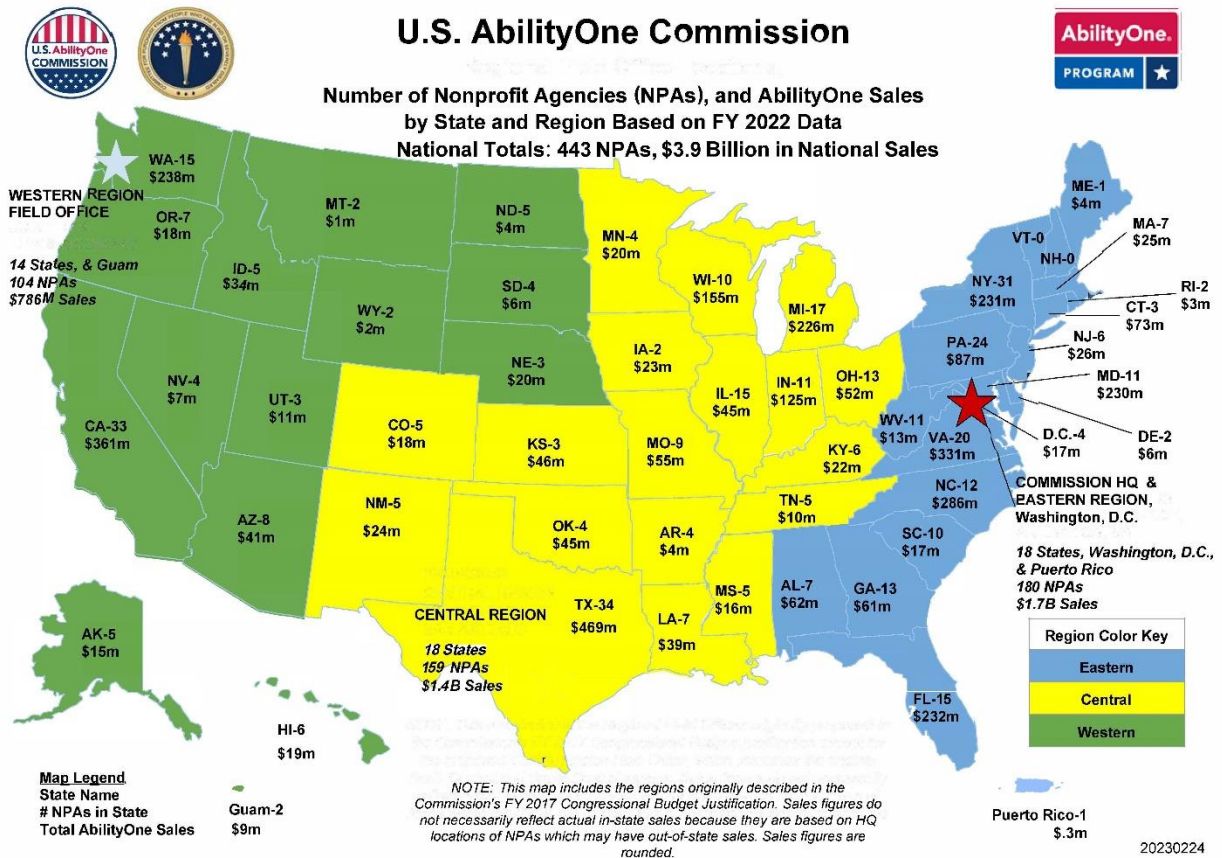 U.S. AbilityOne
COMMISSION
U.S. AbilityOne Commission
AbilityOne.
PROGRAM
Number of Nonprofit Agencies (NPAs), and AbilityOne Sales
by State and Region Based on FY 2022 Data
National Totals: 443 NPAs, $3.9 Billion in National Sales
WESTERN REGION
FIELD OFFICE
14 States, & Guam
104 NPAs
$786M Sales
WA-15
$238m
OR-7
$18m
ID-5
$34m
MT-2
$1m
WY-2
$2m
ND-5
$4m
SD-4
$6m
NE-3
$20m
NV-4
$7m
UT-3
$11m
CA-33
$361m
AZ-8
$41m
AK-5
$15m
HI-6
$19m
Guam-2
$9m
MN-4
$20m
WI-10
$155m
MI-17
$226m
IA-2
$23m
IL-15
$45m
IN-11
$125m
OH-13
$52m
CO-5
$18m
KS-3
$46m
MO-9
$55m
KY-6
$22m
TN-5
$10m
NM-5
$24m
OK-4
$45m
AR-4
$4m
MS-5
$16m
TX-34
$469m
LA-7
$39m
CENTRAL REGION
18 States
159 NPAs
$1.4B Sales
ME-1
$4m
VT-0
NH-0
MA-7
$25m
NY-31
$231m
RI-2
$3m
CT-3
$73m
PA-24
$87m
NJ-6
$26m
MD-11
$230m
DE-2
$6m
D.C.-4
$17m
WV-11
$13m
VA-20
$331m
NC-12
$286m
SC-10
$17m
AL-7
$62m
GA-13
$61m
FL-15
$232m
Puerto Rico-1
$.3m
COMMISSION HQ &
EASTERN REGION,
Washington, D.C.
18 States, Washington, D.C.,
& Puerto Rico
180 NPAs
$1.7B Sales
Region Color Key
Eastern
Central
Western
Map Legend
State Name
# NPAs in State
Total AbilityOne Sales
NOTE: This map includes the regions originally described in the
Commission's FY 2017 Congressional Budget Justification. Sales figures do
not necessarily reflect actual in-state sales because they are based on HQ
locations of NPAs which may have out-of-state sales. Sales figures are
rounded.
20230224